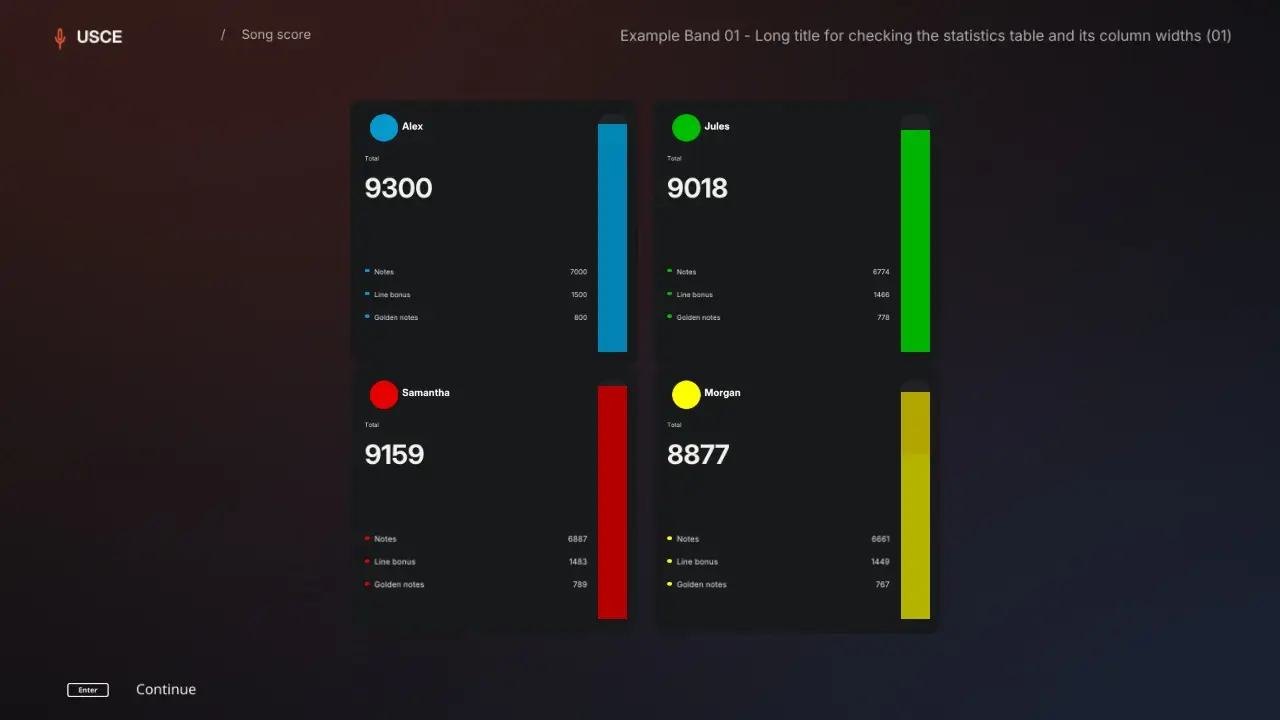 USCE / Song score
Example Band 01 - Long title for checking the statistics table and its column widths (01)
Alex
Total
9300
Notes 7000
Line bonus 1500
Golden notes 800
Jules
Total
9018
Notes 6774
Line bonus 1466
Golden notes 778
Samantha
Total
9159
Notes 6887
Line bonus 1483
Golden notes 789
Morgan
Total
8877
Notes 6661
Line bonus 1449
Golden notes 767
Enter Continue